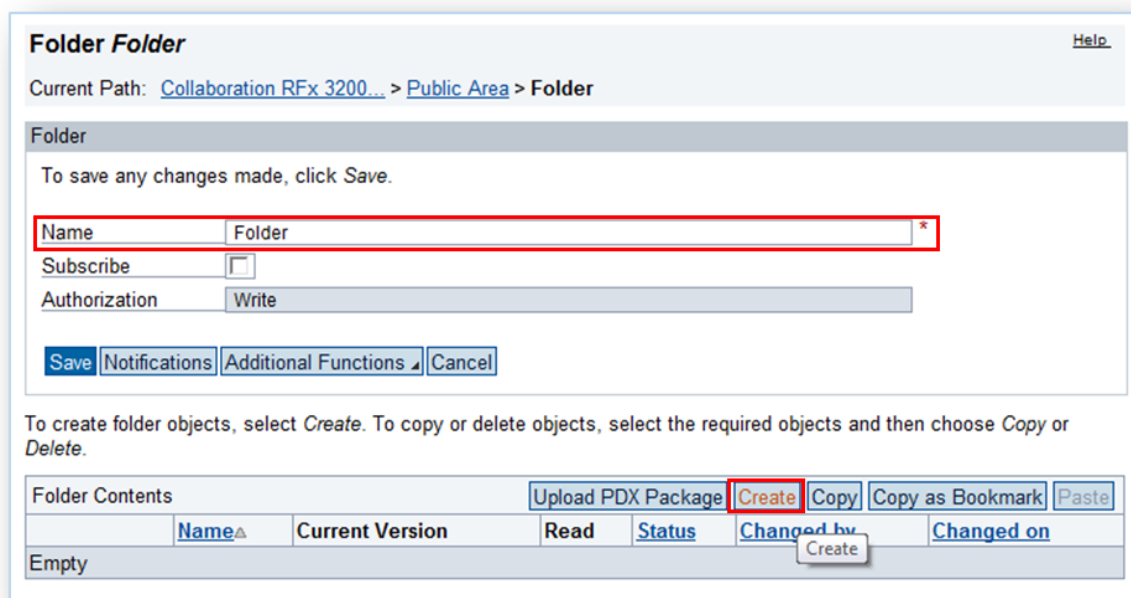 Folder Folder
Help
Current Path: Collaboration RFx 3200... > Public Area > Folder
Folder
To save any changes made, click Save.
Name Folder *
Subscribe
Authorization Write
Save Notifications Additional Functions Cancel
To create folder objects, select Create. To copy or delete objects, select the required objects and then choose Copy or
Delete.
Folder Contents Upload PDX Package Create Copy Copy as Bookmark Paste
Name Current Version Read Status Changed by Changed on
Create
Empty